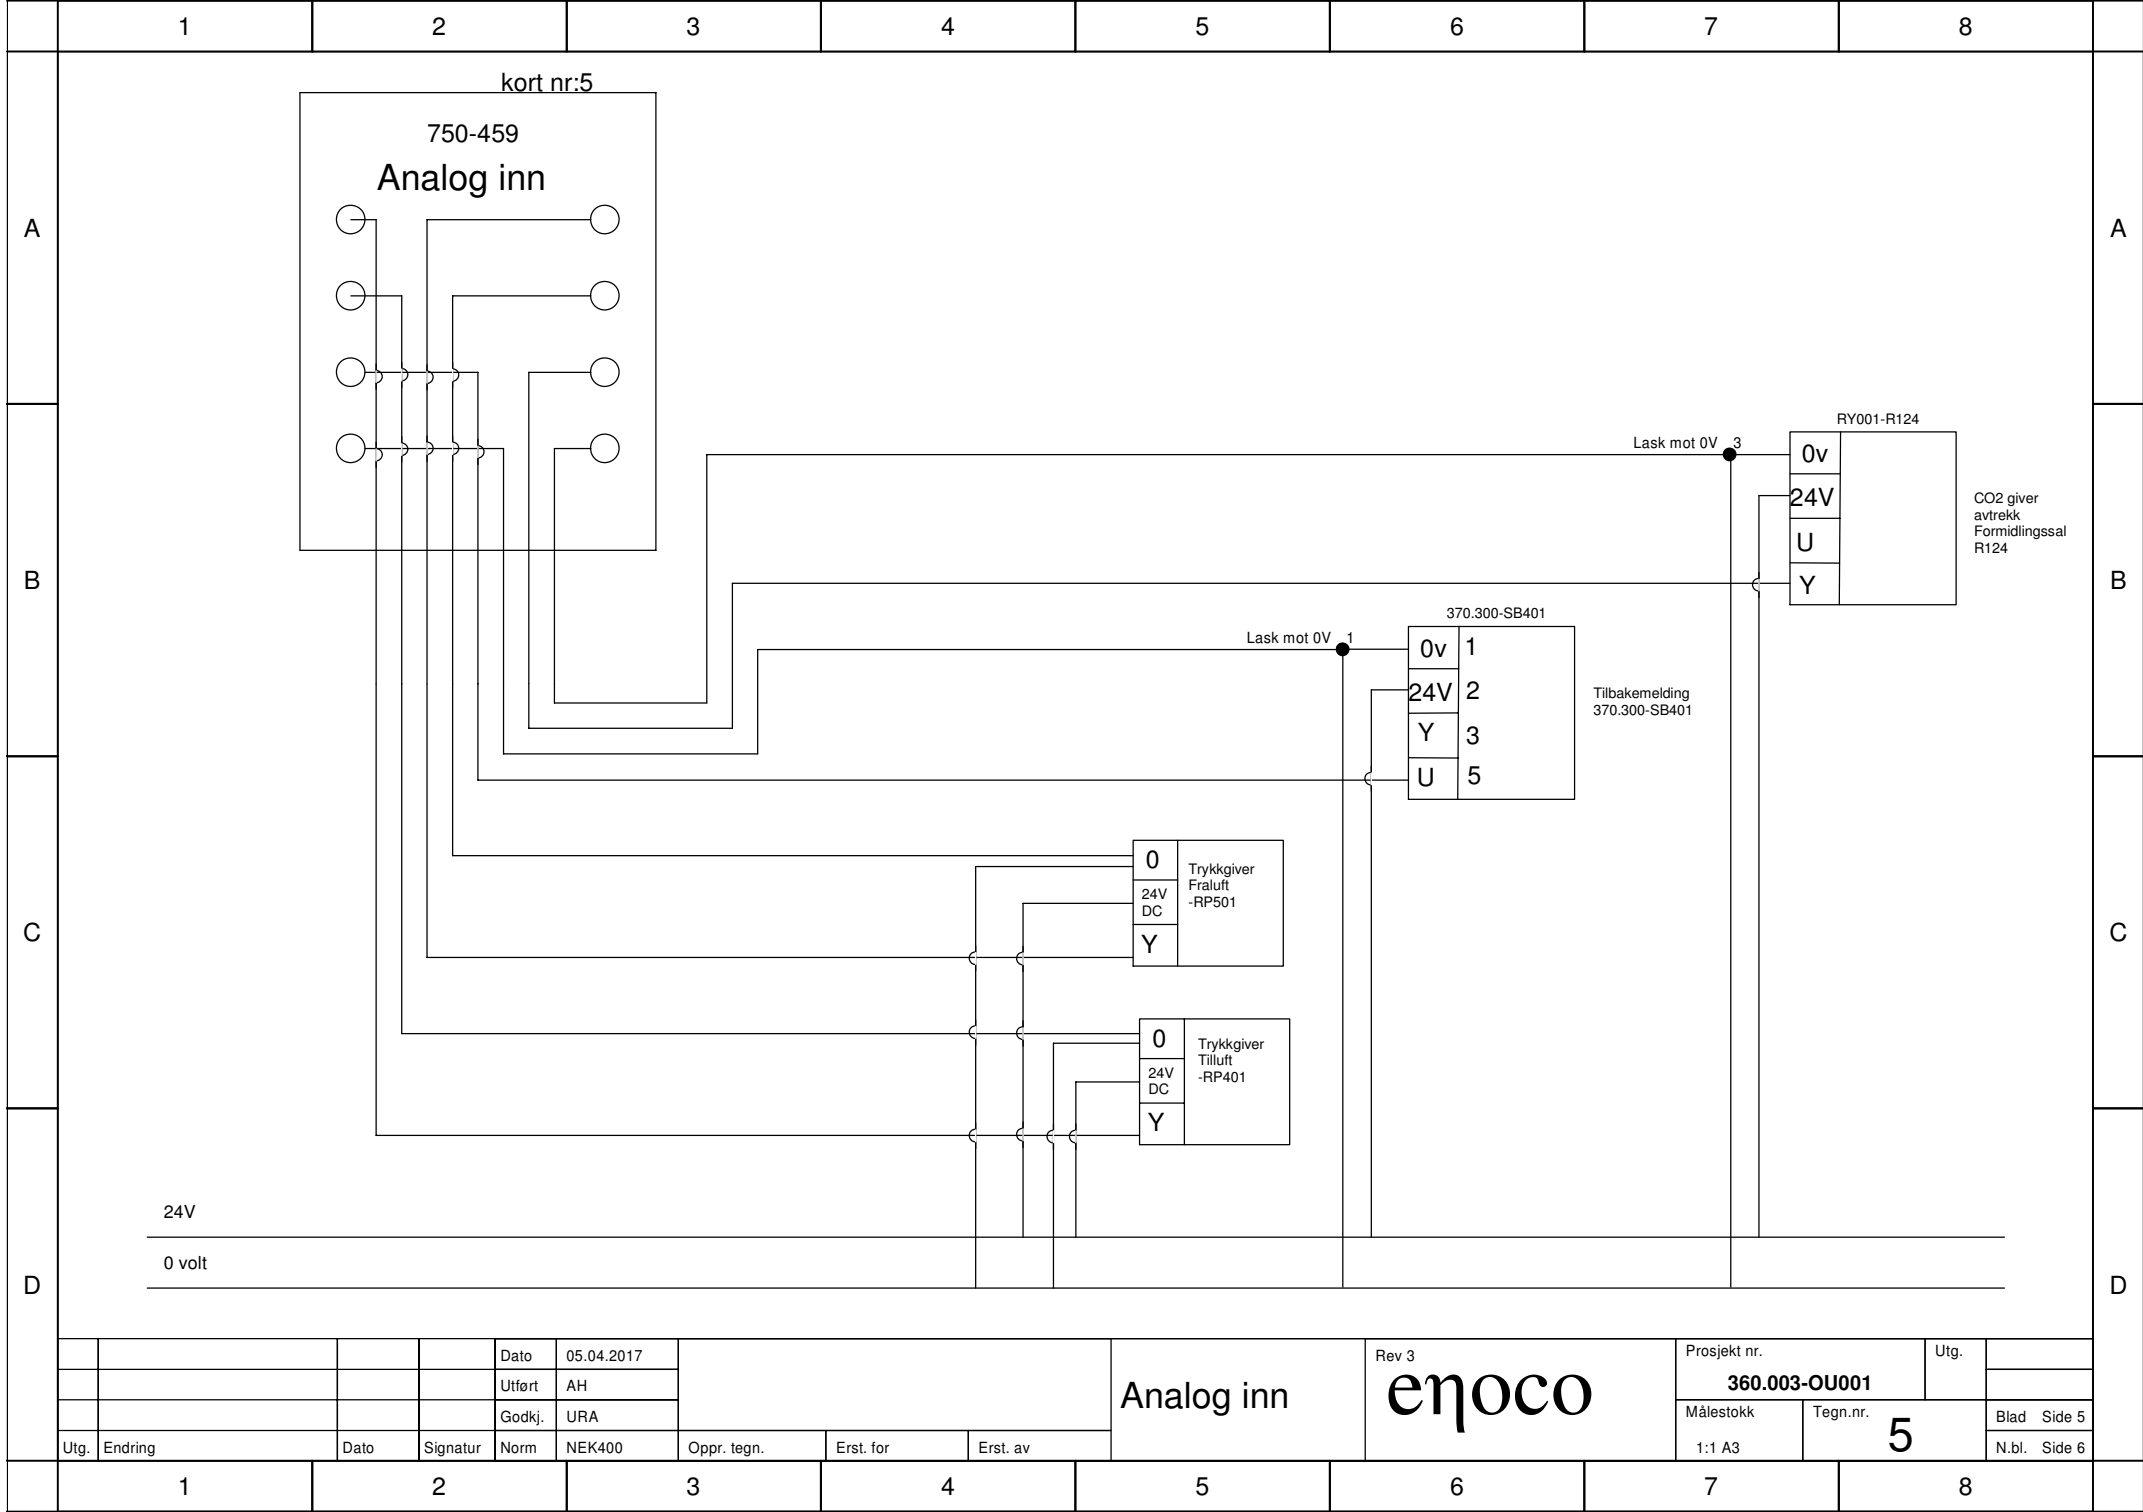 1 2 3 4 5 6 7 8
kort nr:5
750-459
Analog inn
A
A
RY001-R124
Lask mot 0V 3
0v
24V
U
Y
CO2 giver
avtrekk
Formidlingssal
R124
B
B
370.300-SB401
Lask mot 0V 1
0v 1
24V 2
Y 3
U 5
Tilbakemelding
370.300-SB401
0
24V
DC
Y
Trykkgiver
Fraluft
-RP501
C
C
0
24V
DC
Y
Trykkgiver
Tilluft
-RP401
24V
0 volt
D
D
Dato 05.04.2017
Utført AH
Godkj. URA
Utg. Endring Dato Signatur Norm NEK400 Oppr. tegn. Erst. for Erst. av
Analog inn
Rev 3
eηoco
Prosjekt nr.
360.003-OU001
Utg.
Målestokk
1:1 A3
Tegn.nr.
5
Blad Side 5
N.bl. Side 6
1 2 3 4 5 6 7 8